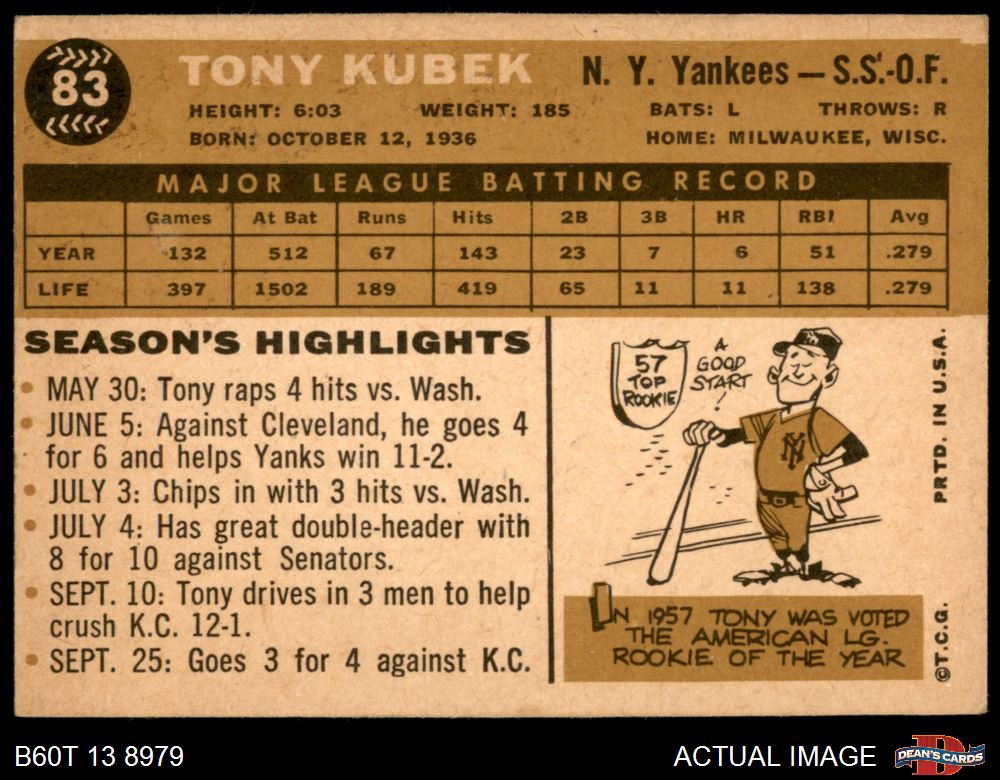 83
TONY KUBEK N. Y. Yankees — S.S.-O.F.
HEIGHT: 6:03 WEIGHT: 185 BATS: L THROWS: R
BORN: OCTOBER 12, 1936 HOME: MILWAUKEE, WISC.
MAJOR LEAGUE BATTING RECORD
Games At Bat Runs Hits 2B 3B HR RBI Avg
YEAR 132 512 67 143 23 7 6 51 .279
LIFE 397 1502 189 419 65 11 11 138 .279
SEASON'S HIGHLIGHTS
• MAY 30: Tony raps 4 hits vs. Wash.
• JUNE 5: Against Cleveland, he goes 4
for 6 and helps Yanks win 11-2.
• JULY 3: Chips in with 3 hits vs. Wash.
• JULY 4: Has great double-header with
8 for 10 against Senators.
• SEPT. 10: Tony drives in 3 men to help
crush K.C. 12-1.
• SEPT. 25: Goes 3 for 4 against K.C.
57
TOP
ROOKIE
A
GOOD
START
NY
IN 1957 TONY WAS VOTED
THE AMERICAN LG.
ROOKIE OF THE YEAR
©T.C.G. PRTD. IN U.S.A.
B60T 13 8979 ACTUAL IMAGE
D
DEAN'S CARDS